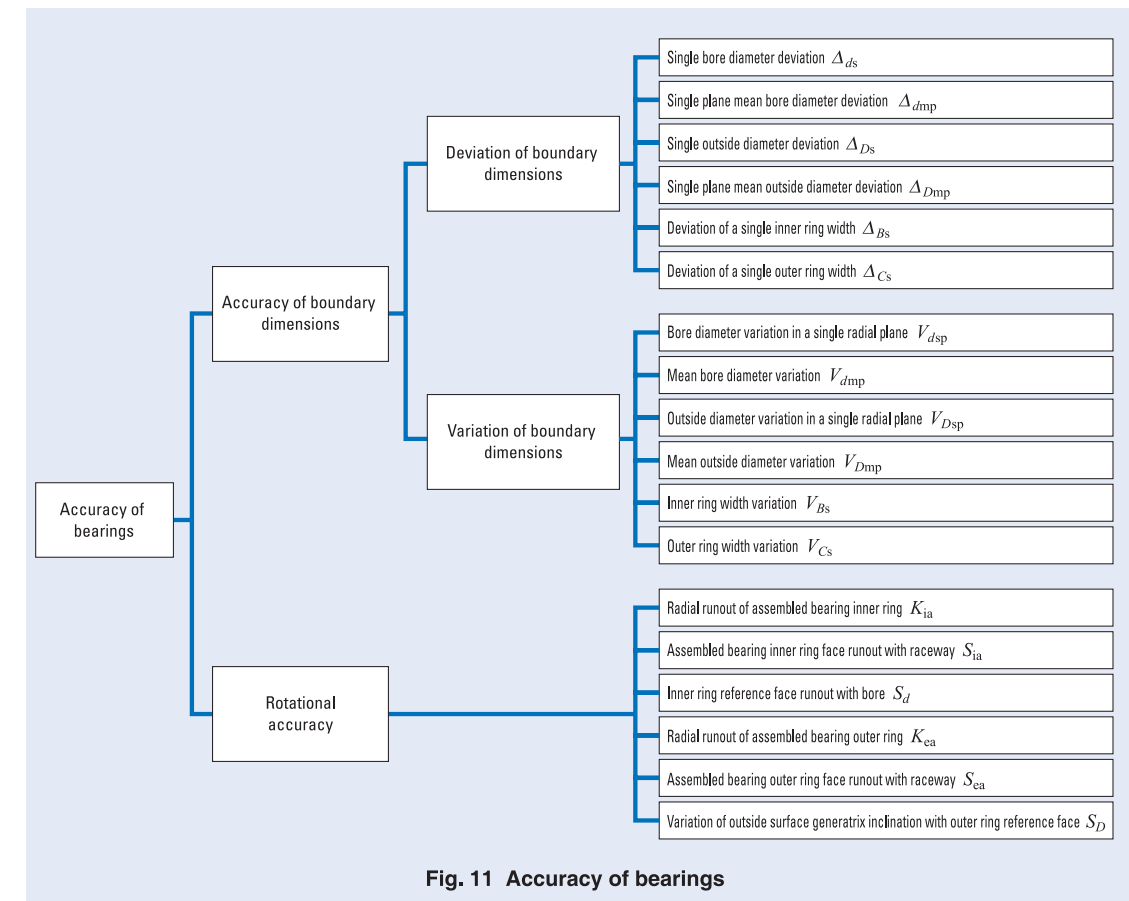 Single bore diameter deviation Δds
Single plane mean bore diameter deviation Δdmp
Single outside diameter deviation ΔDs
Single plane mean outside diameter deviation ΔDmp
Deviation of a single inner ring width ΔBs
Deviation of a single outer ring width ΔCs
Deviation of boundary
dimensions
Accuracy of boundary
dimensions
Bore diameter variation in a single radial plane Vdsp
Mean bore diameter variation Vdmp
Outside diameter variation in a single radial plane VDsp
Mean outside diameter variation VDmp
Inner ring width variation VBs
Outer ring width variation VCs
Variation of boundary
dimensions
Accuracy of
bearings
Radial runout of assembled bearing inner ring Kia
Assembled bearing inner ring face runout with raceway Sia
Inner ring reference face runout with bore Sd
Radial runout of assembled bearing outer ring Kea
Assembled bearing outer ring face runout with raceway Sea
Variation of outside surface generatrix inclination with outer ring reference face SD
Rotational
accuracy
Fig. 11 Accuracy of bearings